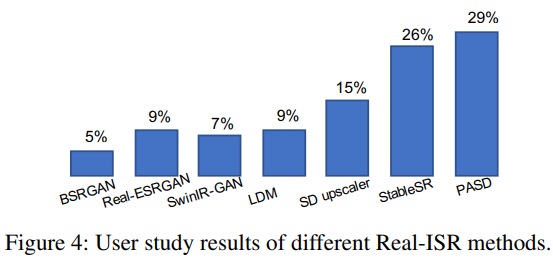 5%
9%
7%
9%
15%
26%
29%
BSRGAN
Real-ESRGAN
SwinIR-GAN
LDM
SD upscaler
StableSR
PASD
Figure 4: User study results of different Real-ISR methods.